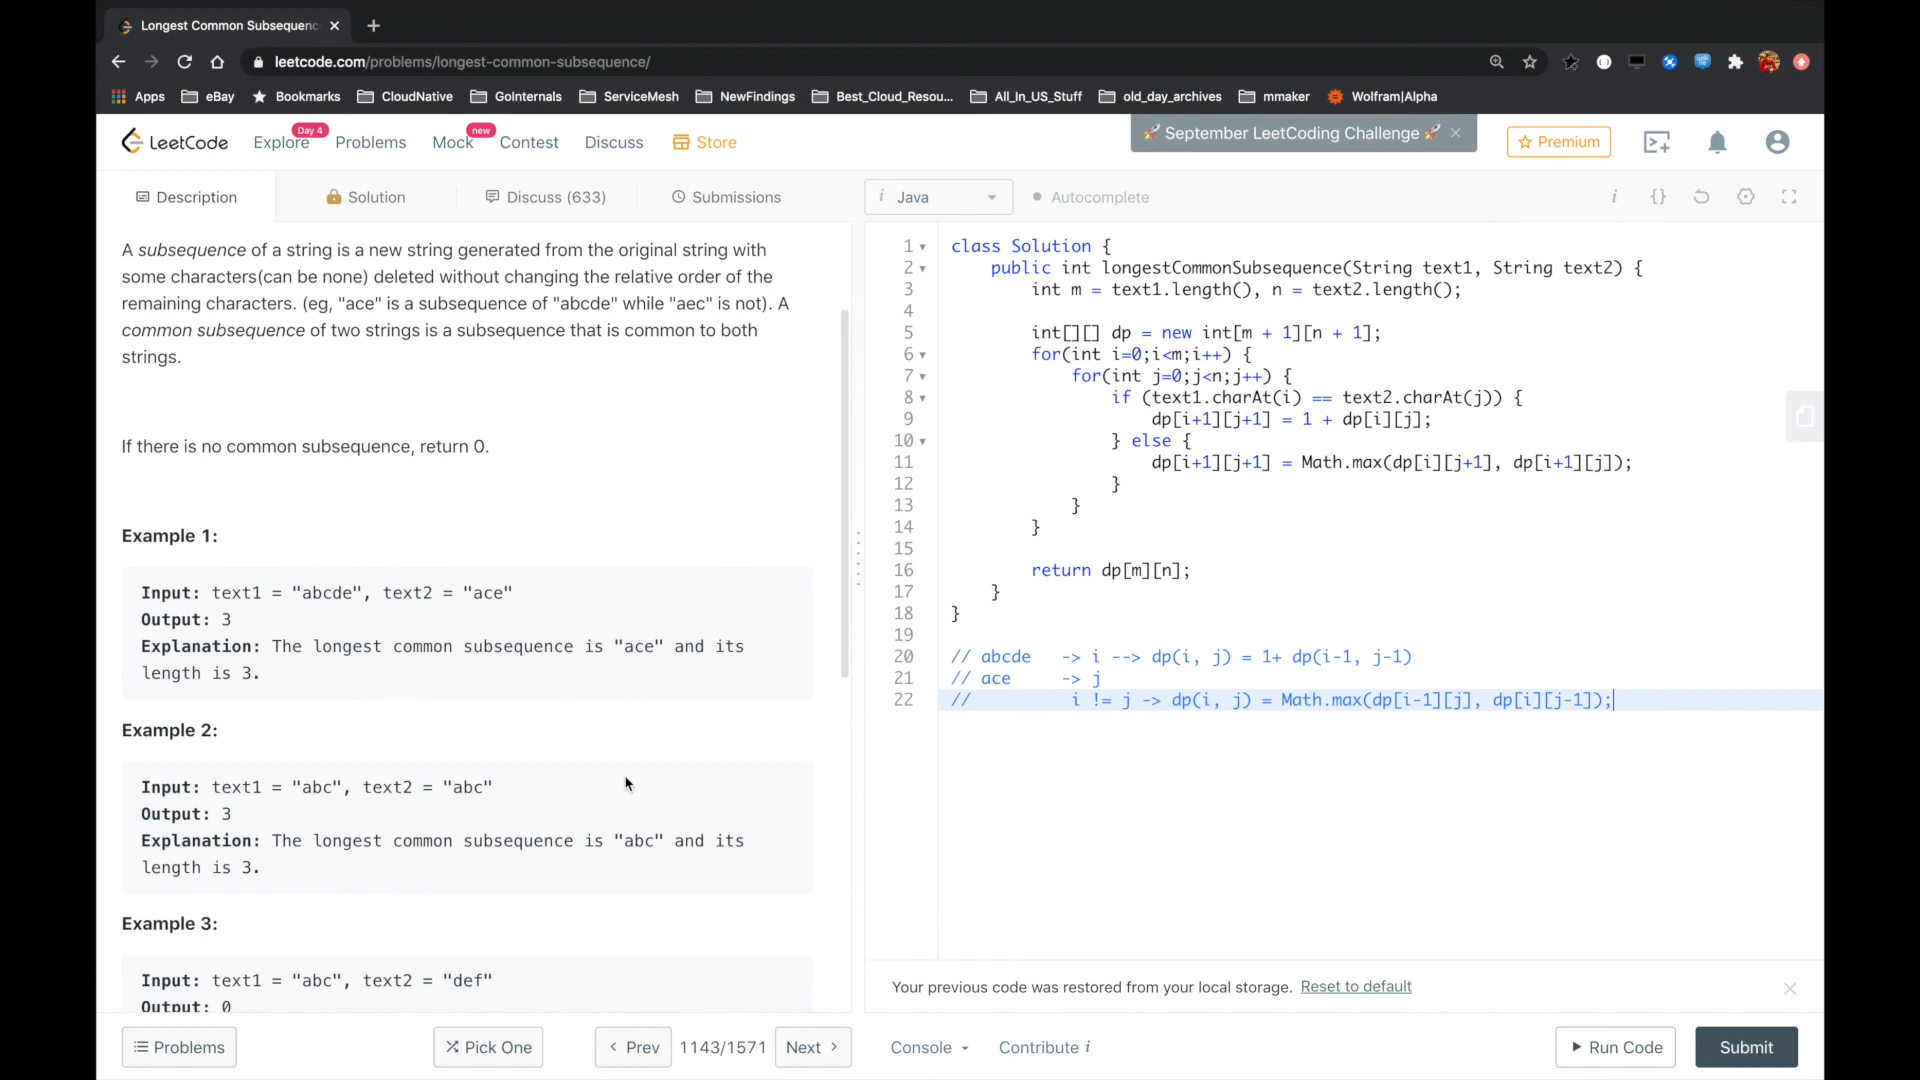 Longest Common Subsequenc
leetcode.com/problems/longest-common-subsequence/
Apps eBay Bookmarks CloudNative GoInternals ServiceMesh NewFindings Best_Cloud_Resou... All_In_US_Stuff old_day_archives mmaker Wolfram|Alpha
LeetCode Explore Day 4 Problems Mock new Contest Discuss Store September LeetCoding Challenge Premium
Description Solution Discuss (633) Submissions
i Java Autocomplete
A subsequence of a string is a new string generated from the original string with
some characters(can be none) deleted without changing the relative order of the
remaining characters. (eg, "ace" is a subsequence of "abcde" while "aec" is not). A
common subsequence of two strings is a subsequence that is common to both
strings.
If there is no common subsequence, return 0.
Example 1:
Input: text1 = "abcde", text2 = "ace"
Output: 3
Explanation: The longest common subsequence is "ace" and its
length is 3.
Example 2:
Input: text1 = "abc", text2 = "abc"
Output: 3
Explanation: The longest common subsequence is "abc" and its
length is 3.
Example 3:
Input: text1 = "abc", text2 = "def"
Output: 0
1 class Solution {
2 public int longestCommonSubsequence(String text1, String text2) {
3 int m = text1.length(), n = text2.length();
4
5 int[][] dp = new int[m + 1][n + 1];
6 for(int i=0;i<m;i++) {
7 for(int j=0;j<n;j++) {
8 if (text1.charAt(i) == text2.charAt(j)) {
9 dp[i+1][j+1] = 1 + dp[i][j];
10 } else {
11 dp[i+1][j+1] = Math.max(dp[i][j+1], dp[i+1][j]);
12 }
13 }
14 }
15
16 return dp[m][n];
17 }
18 }
19
20 // abcde -> i --> dp(i, j) = 1+ dp(i-1, j-1)
21 // ace -> j
22 // i != j -> dp(i, j) = Math.max(dp[i-1][j], dp[i][j-1]);
Your previous code was restored from your local storage. Reset to default
Problems Pick One Prev 1143/1571 Next Console Contribute i Run Code Submit